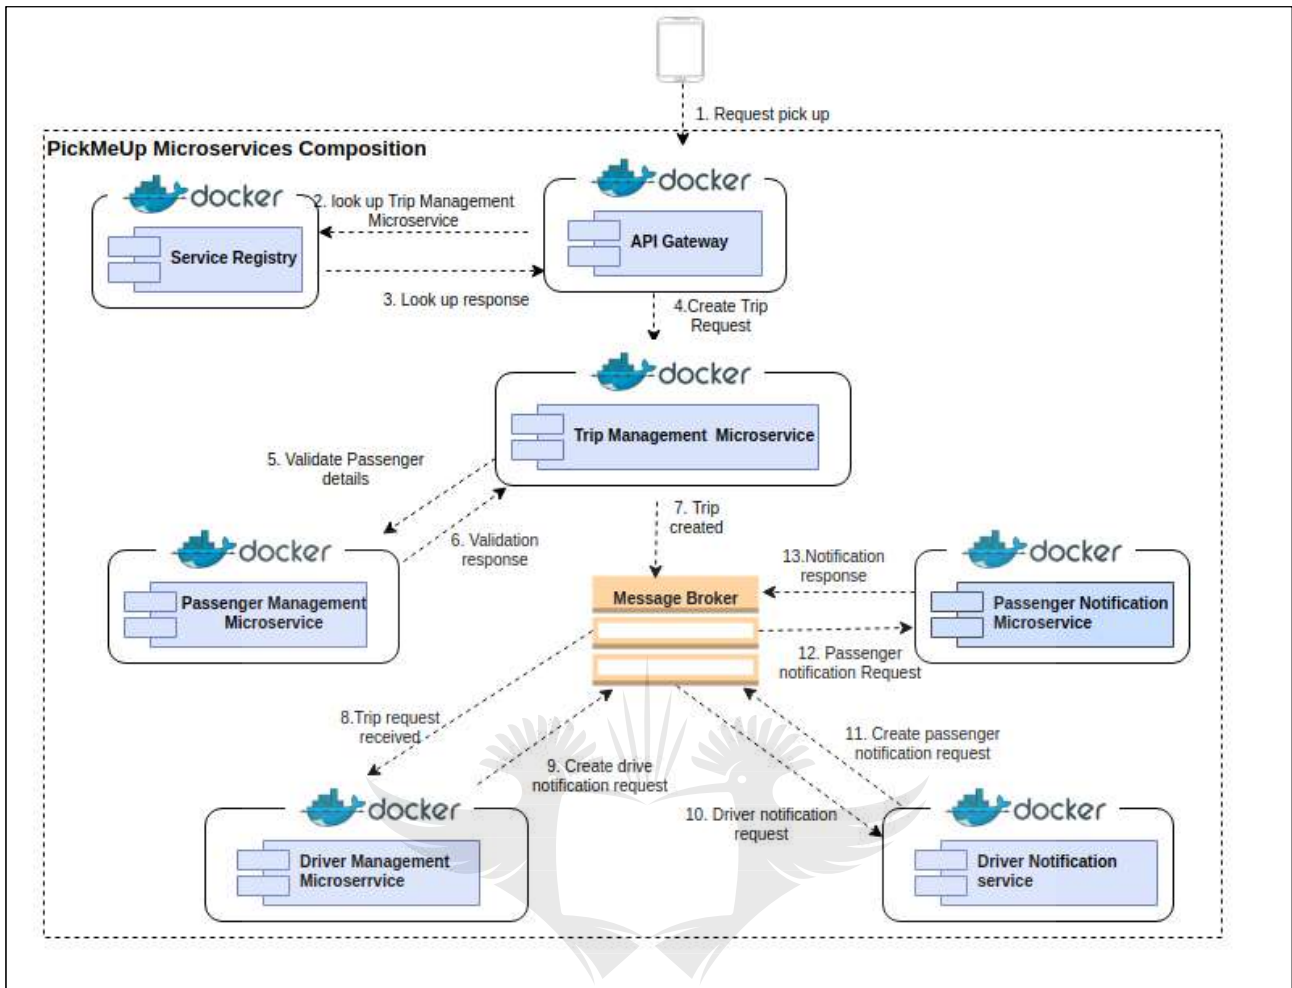 1. Request pick up
PickMeUp Microservices Composition
docker
Service Registry
2. look up Trip Management
Microservice
3. Look up response
docker
API Gateway
4.Create Trip
Request
docker
Trip Management Microservice
5. Validate Passenger
details
6. Validation
response
7. Trip
created
docker
Passenger Management
Microservice
Message Broker
13.Notification
response
docker
Passenger Notification
Microservice
12. Passenger
notification Request
8.Trip request
received
9. Create drive
notification request
11. Create passenger
notification request
10. Driver notification
request
docker
Driver Management
Microserrvice
docker
Driver Notification
service